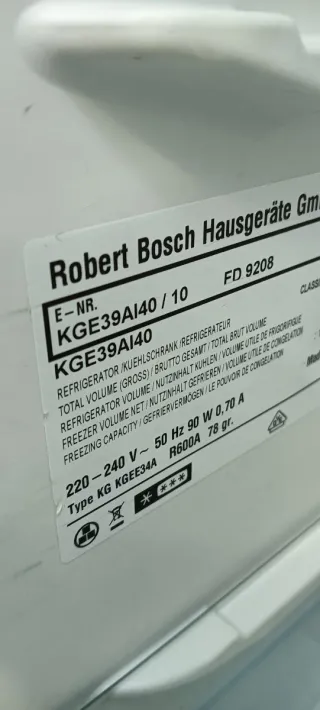 Robert Bosch Hausgeräte Gm
E-NR.
KGE39AI40 / 10 FD 9208
KGE39AI40
CLASS
REFRIGERATOR /KUEHLSCHRANK /REFRIGERATEUR
TOTAL VOLUME (GROSS) / BRUTTO GESAMT / TOTAL BRUT VOLUME
REFRIGERATOR VOLUME / NUTZINHALT KUHLEN / VOLUME UTILE DE FRIGORIFIQUE
FREEZER VOLUME NET / NUTZINHALT GEFRIEREN / VOLUME UTILE DE CONGELATION
FREEZING CAPACITY / GEFRIERVERMÖGEN / LE POUVOIR DE CONGELATION
220-240 V~ 50 Hz 90 W 0,70 A
Type KG KGEE34A R600A 78 gr.